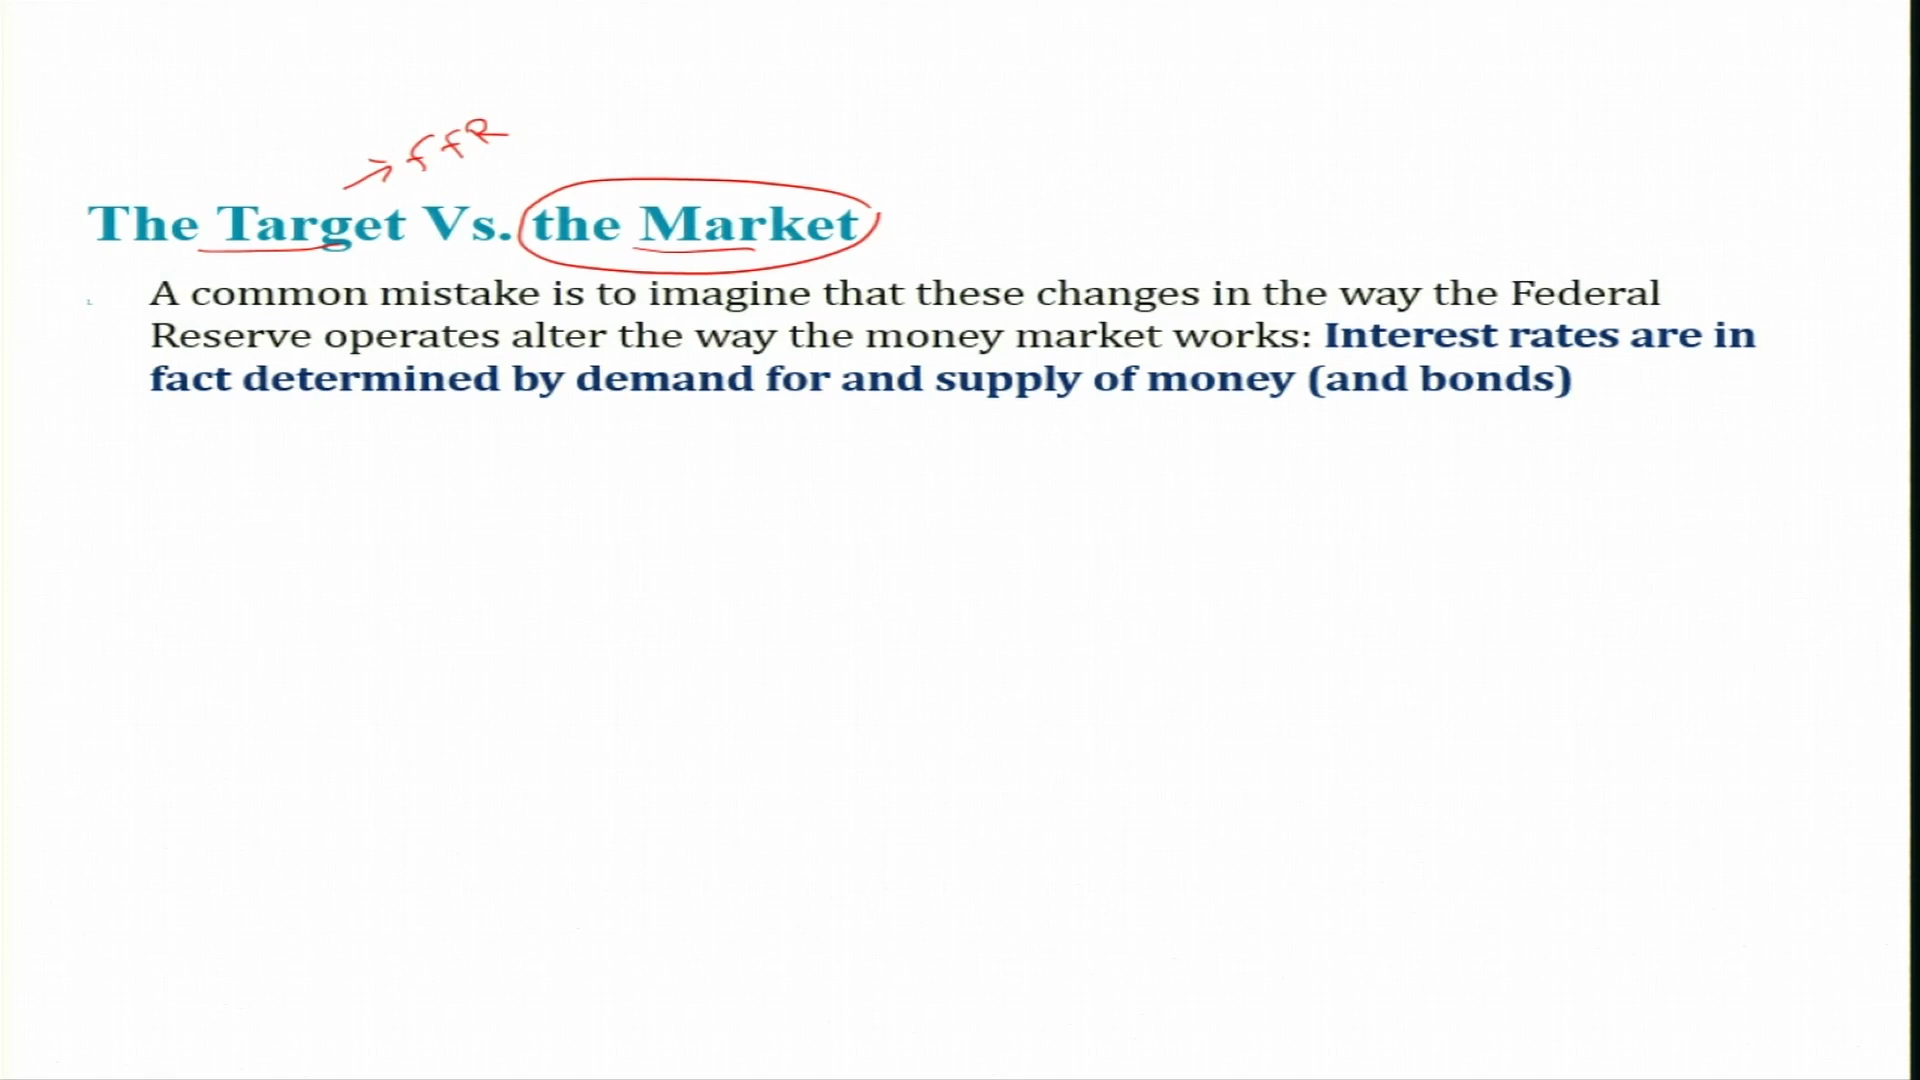 → ffR
The Target Vs. the Market
1. A common mistake is to imagine that these changes in the way the Federal
Reserve operates alter the way the money market works: Interest rates are in
fact determined by demand for and supply of money (and bonds)